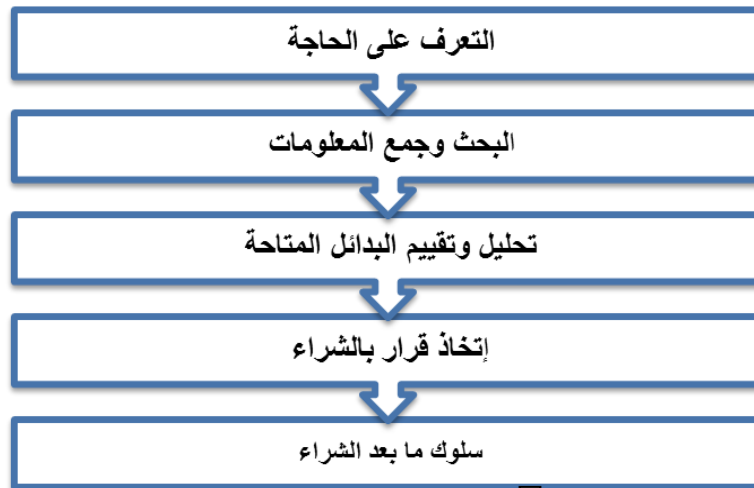 التعرف على الحاجة
البحث وجمع المعلومات
تحليل وتقييم البدائل المتاحة
إتخاذ قرار بالشراء
سلوك ما بعد الشراء